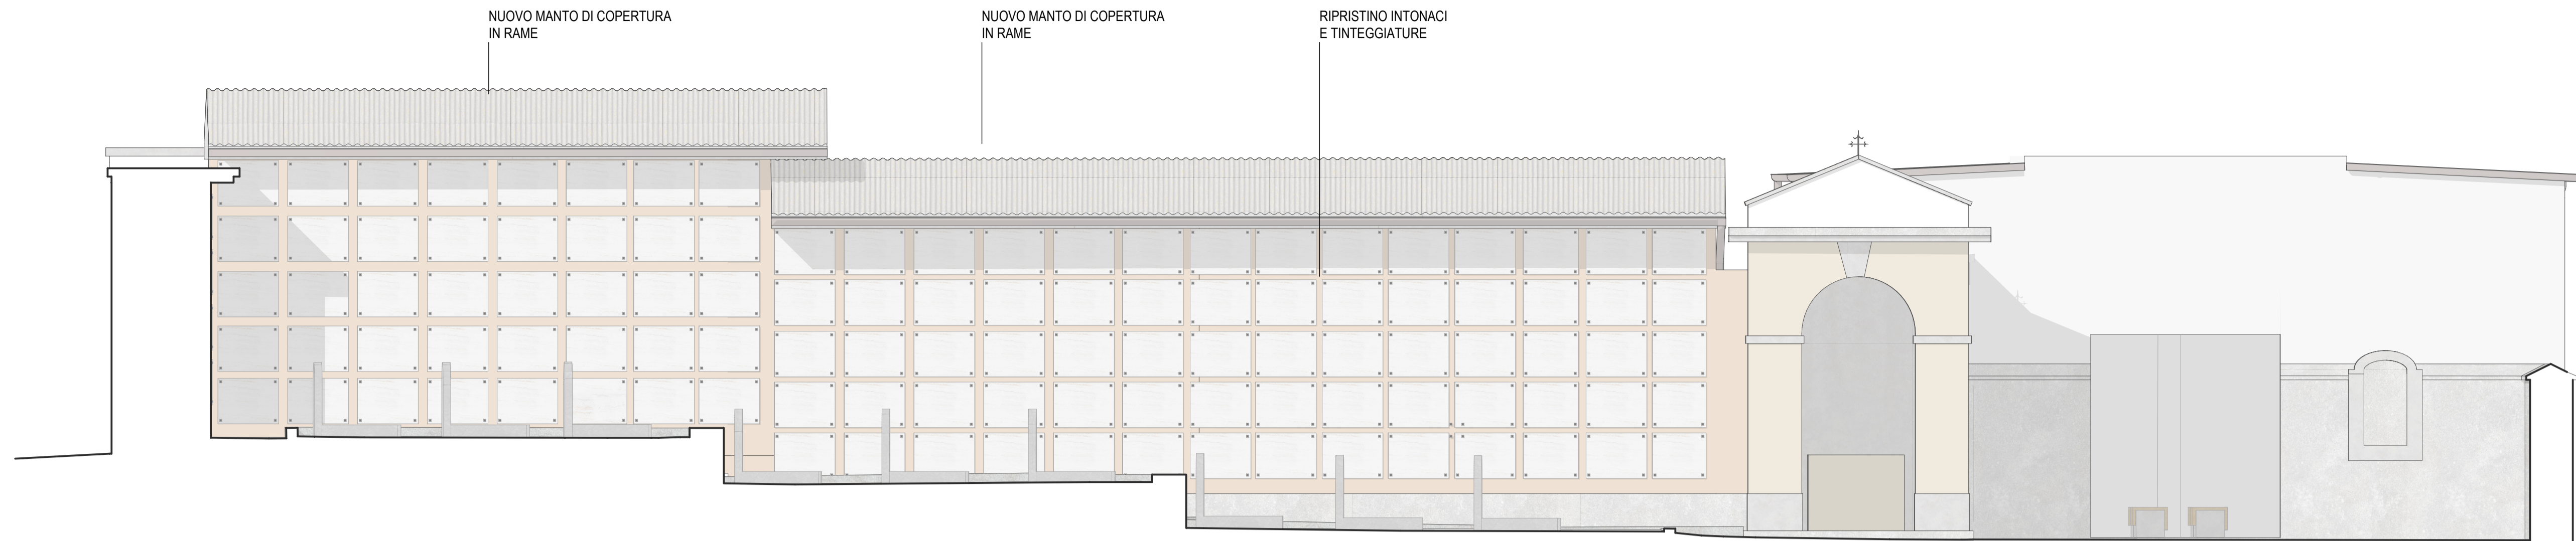 NUOVO MANTO DI COPERTURA
IN RAME
NUOVO MANTO DI COPERTURA
IN RAME
RIPRISTINO INTONACI
E TINTEGGIATURE